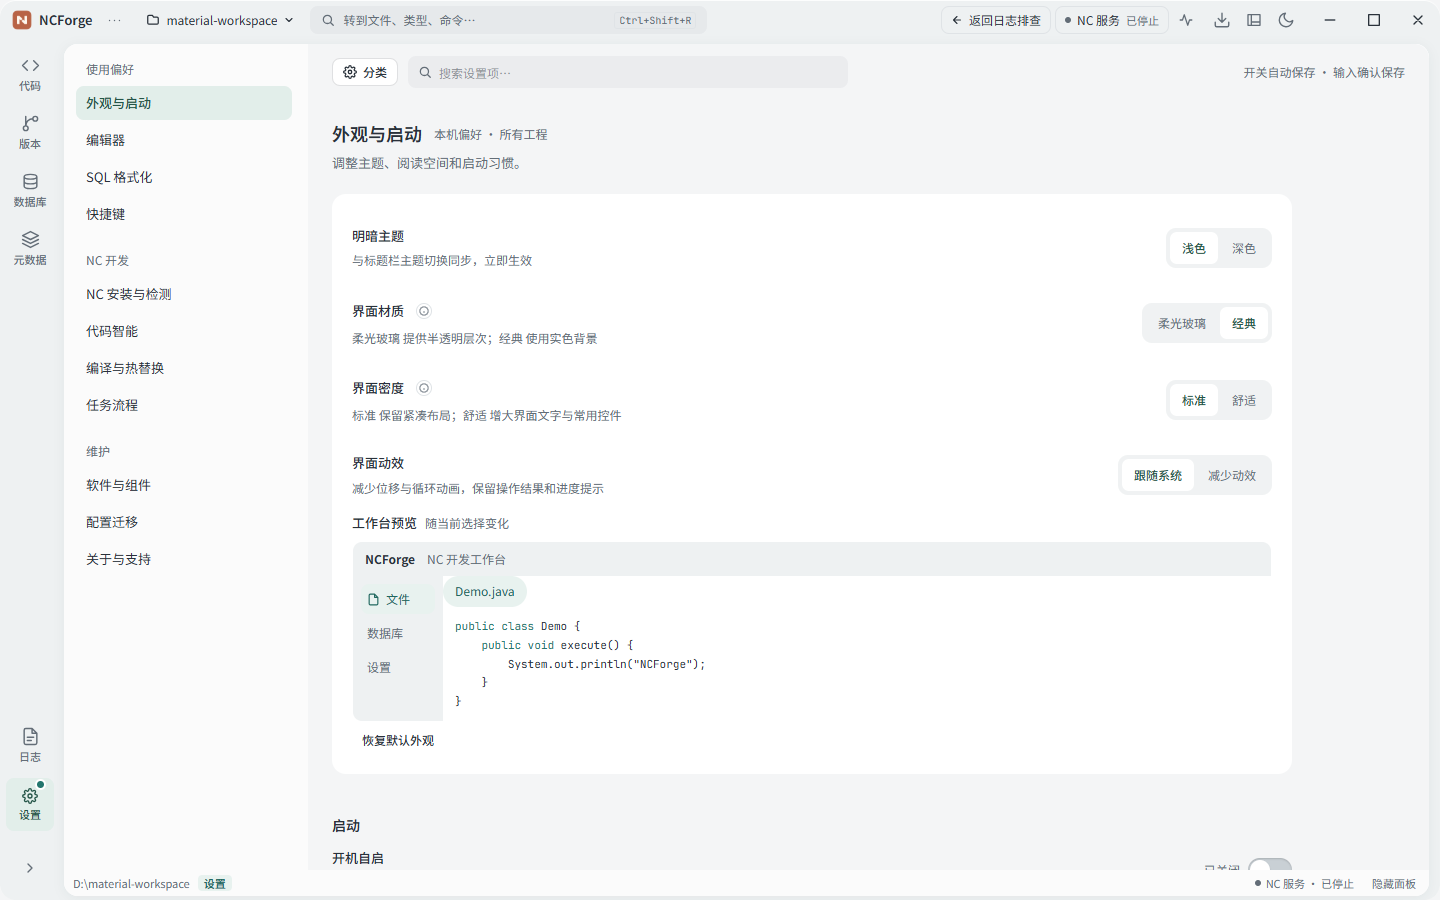 NCForge
material-workspace
转到文件、类型、命令···
Ctrl+Shift+R
返回日志排查
NC 服务 已停止
代码
版本
数据库
元数据
日志
设置
使用偏好
外观与启动
编辑器
SQL 格式化
快捷键
NC 开发
NC 安装与检测
代码智能
编译与热替换
任务流程
维护
软件与组件
配置迁移
关于与支持
分类
搜索设置项···
开关自动保存 · 输入确认保存
外观与启动 本机偏好 · 所有工程
调整主题、阅读空间和启动习惯。
明暗主题
与标题栏主题切换同步，立即生效
浅色 深色
界面材质
柔光玻璃 提供半透明层次；经典 使用实色背景
柔光玻璃 经典
界面密度
标准 保留紧凑布局；舒适 增大界面文字与常用控件
标准 舒适
界面动效
减少位移与循环动画，保留操作结果和进度提示
跟随系统 减少动效
工作台预览 随当前选择变化
NCForge NC 开发工作台
文件
数据库
设置
Demo.java
public class Demo {
public void execute() {
System.out.println("NCForge");
}
}
恢复默认外观
启动
开机自启
已关闭
D:\material-workspace 设置
NC 服务 · 已停止 隐藏面板